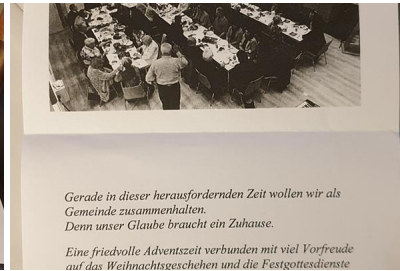 Gerade in dieser herausfordernden Zeit wollen wir als
Gemeinde zusammenhalten.
Denn unser Glaube braucht ein Zuhause.
Eine friedvolle Adventszeit verbunden mit viel Vorfreude
auf das Weihnachtsgeschehen und die Festgottesdienste